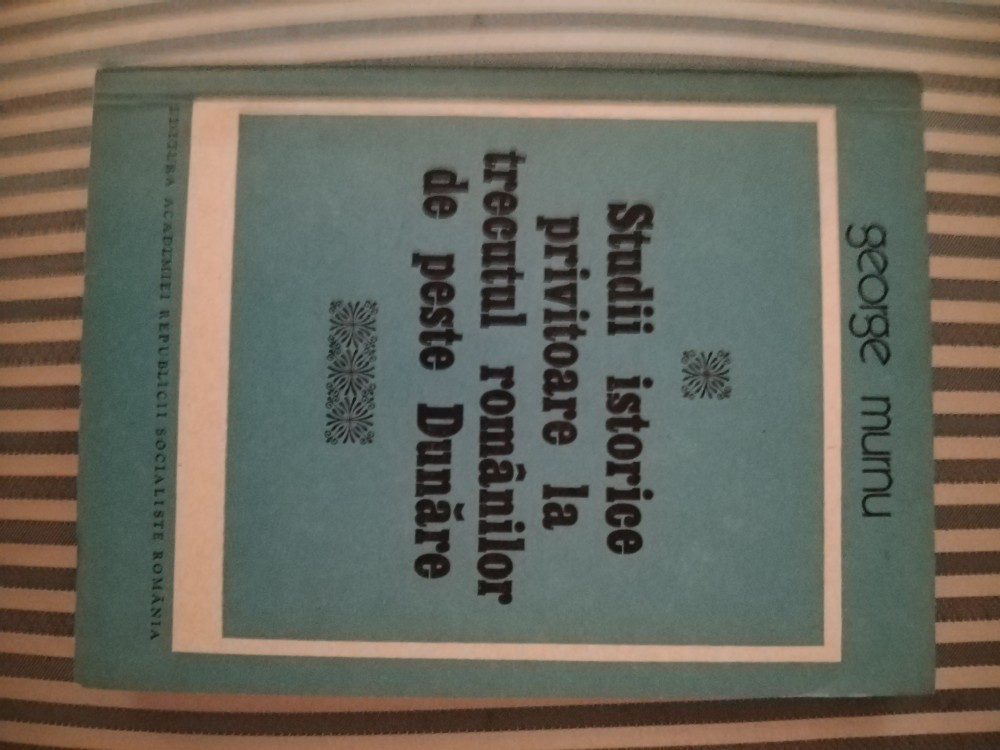 george murnu
Studii istorice
privitoare la
trecutul românilor
de peste Dunăre
EDITURA ACADEMIEI REPUBLICII SOCIALISTE ROMÂNIA